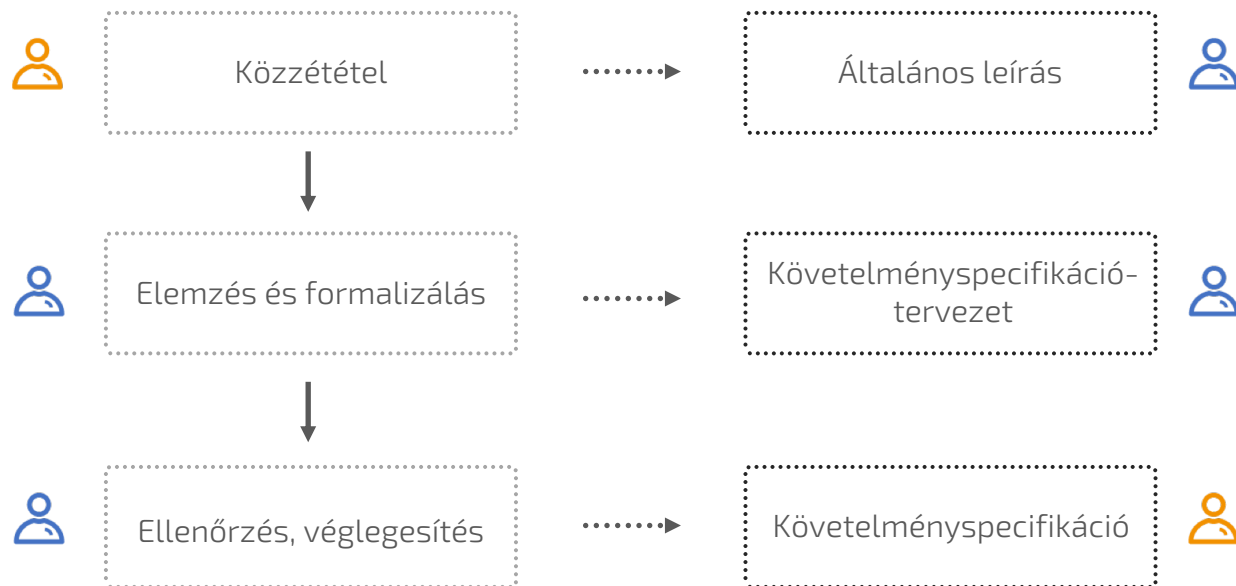 Közzététel
Általános leírás
Elemzés és formalizálás
Követelményspecifikáció-
tervezet
Ellenőrzés, véglegesítés
Követelményspecifikáció